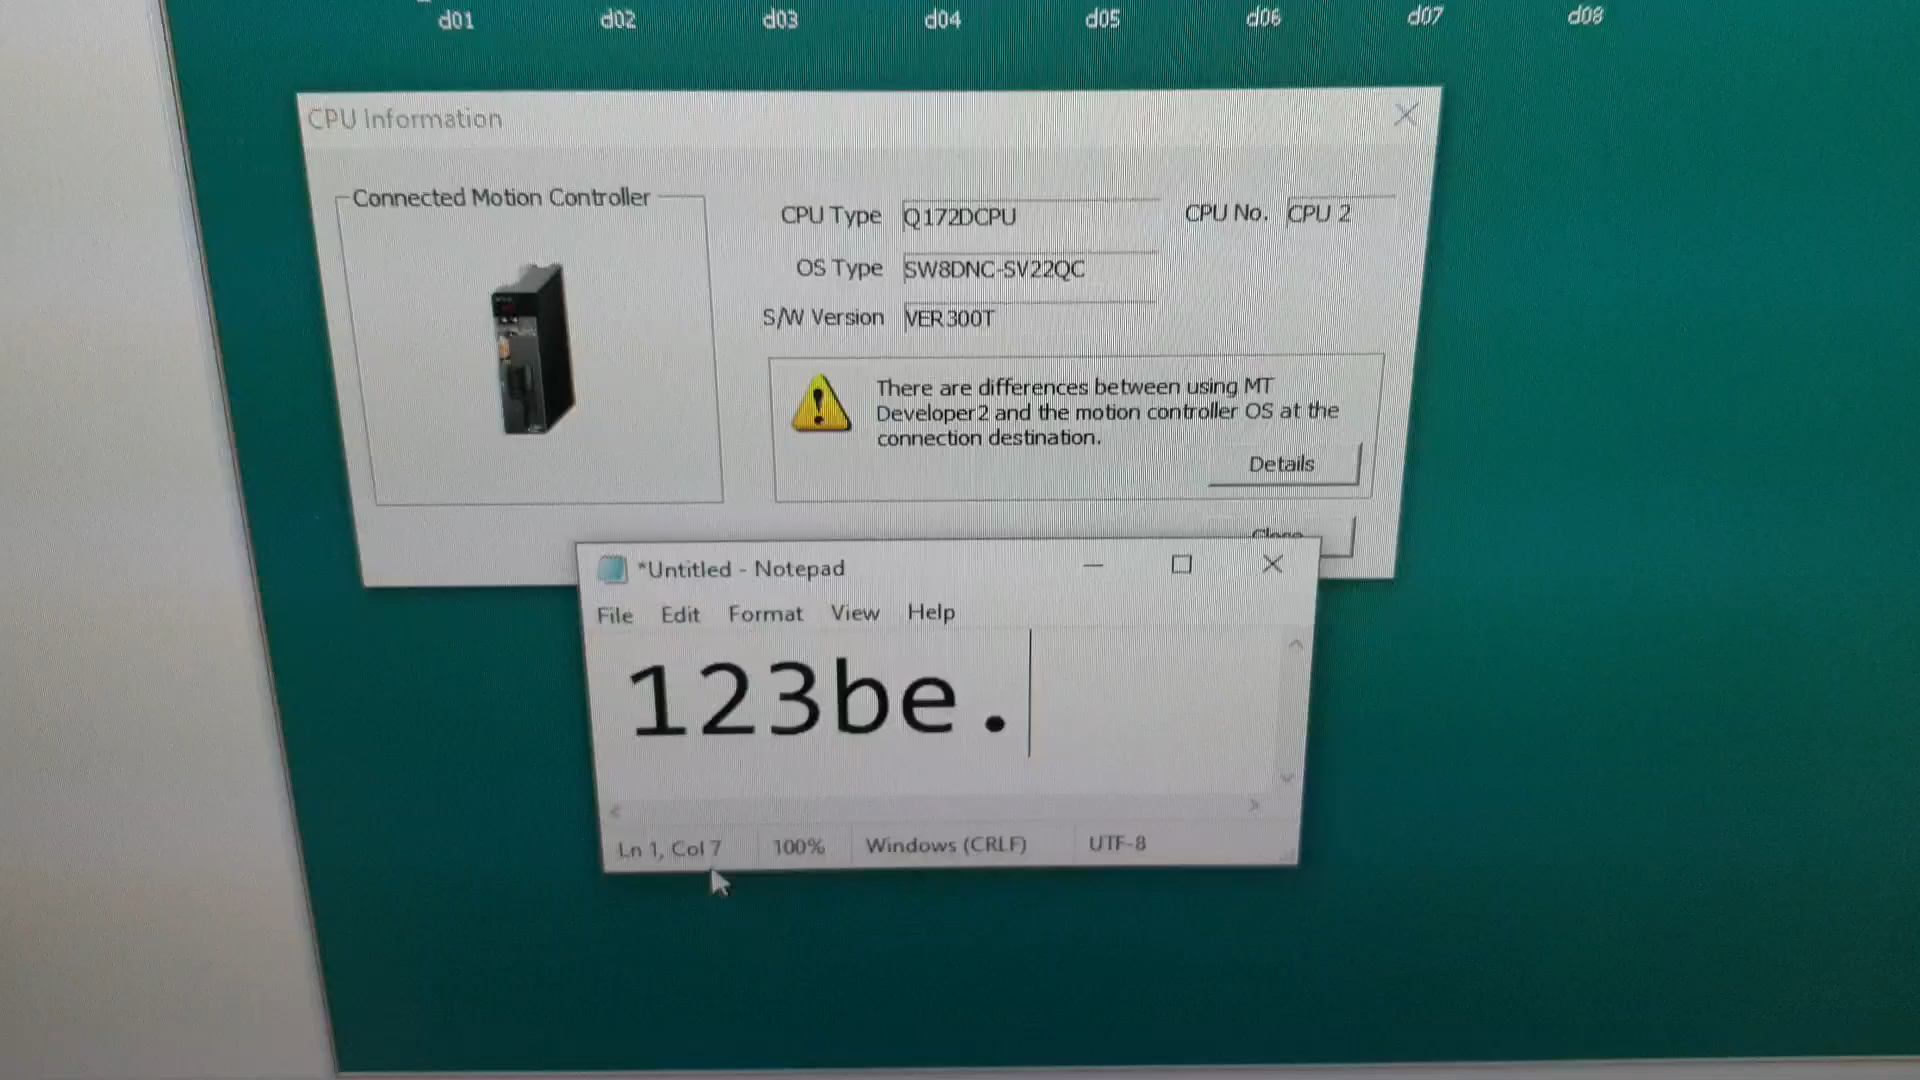 d01 d02 d03 d04 d05 d06 d07 d08
CPU Information
Connected Motion Controller
CPU Type Q172DCPU CPU No. CPU 2
OS Type SW8DNC-SV22QC
S/W Version VER300T
There are differences between using MT
Developer2 and the motion controller OS at the
connection destination.
Details
Close
*Untitled - Notepad
File Edit Format View Help
123be.
Ln 1, Col 7 100% Windows (CRLF) UTF-8